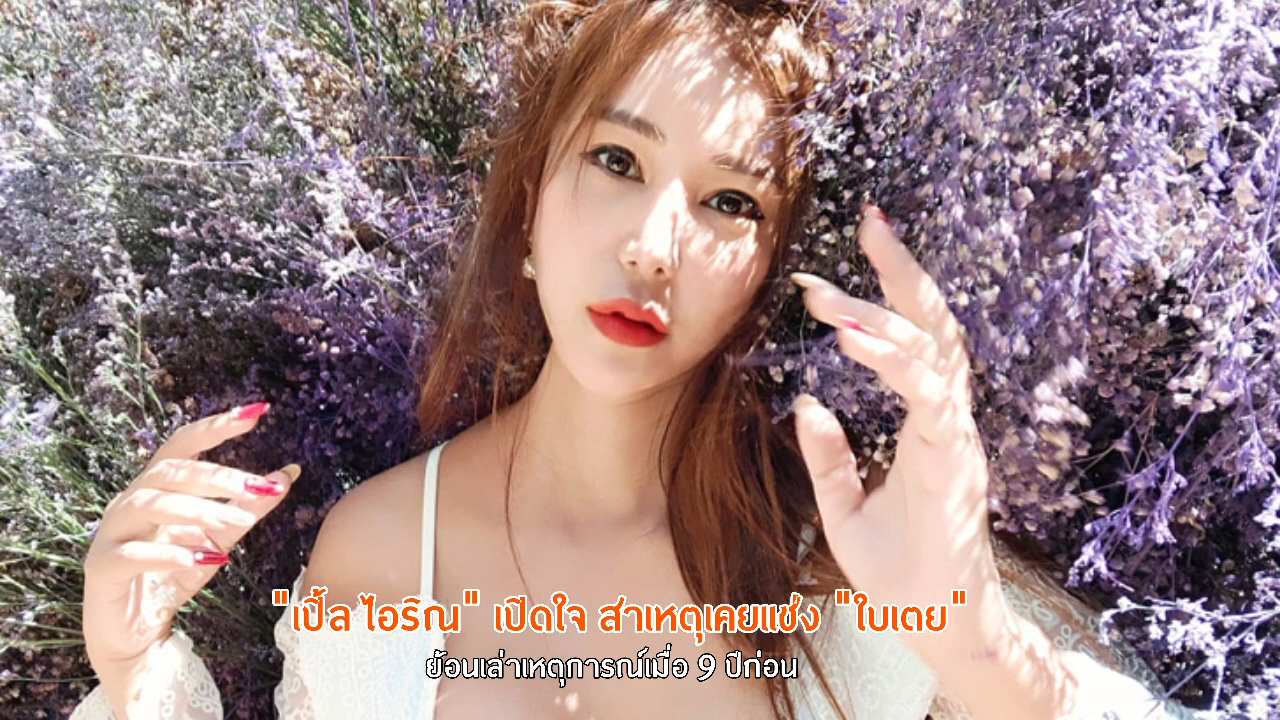 "เปิ้ล ไอริณ" เปิดใจ สาเหตุเคยแช่ง "ใบเตย"
ย้อนเล่าเหตุการณ์เมื่อ 9 ปีก่อน